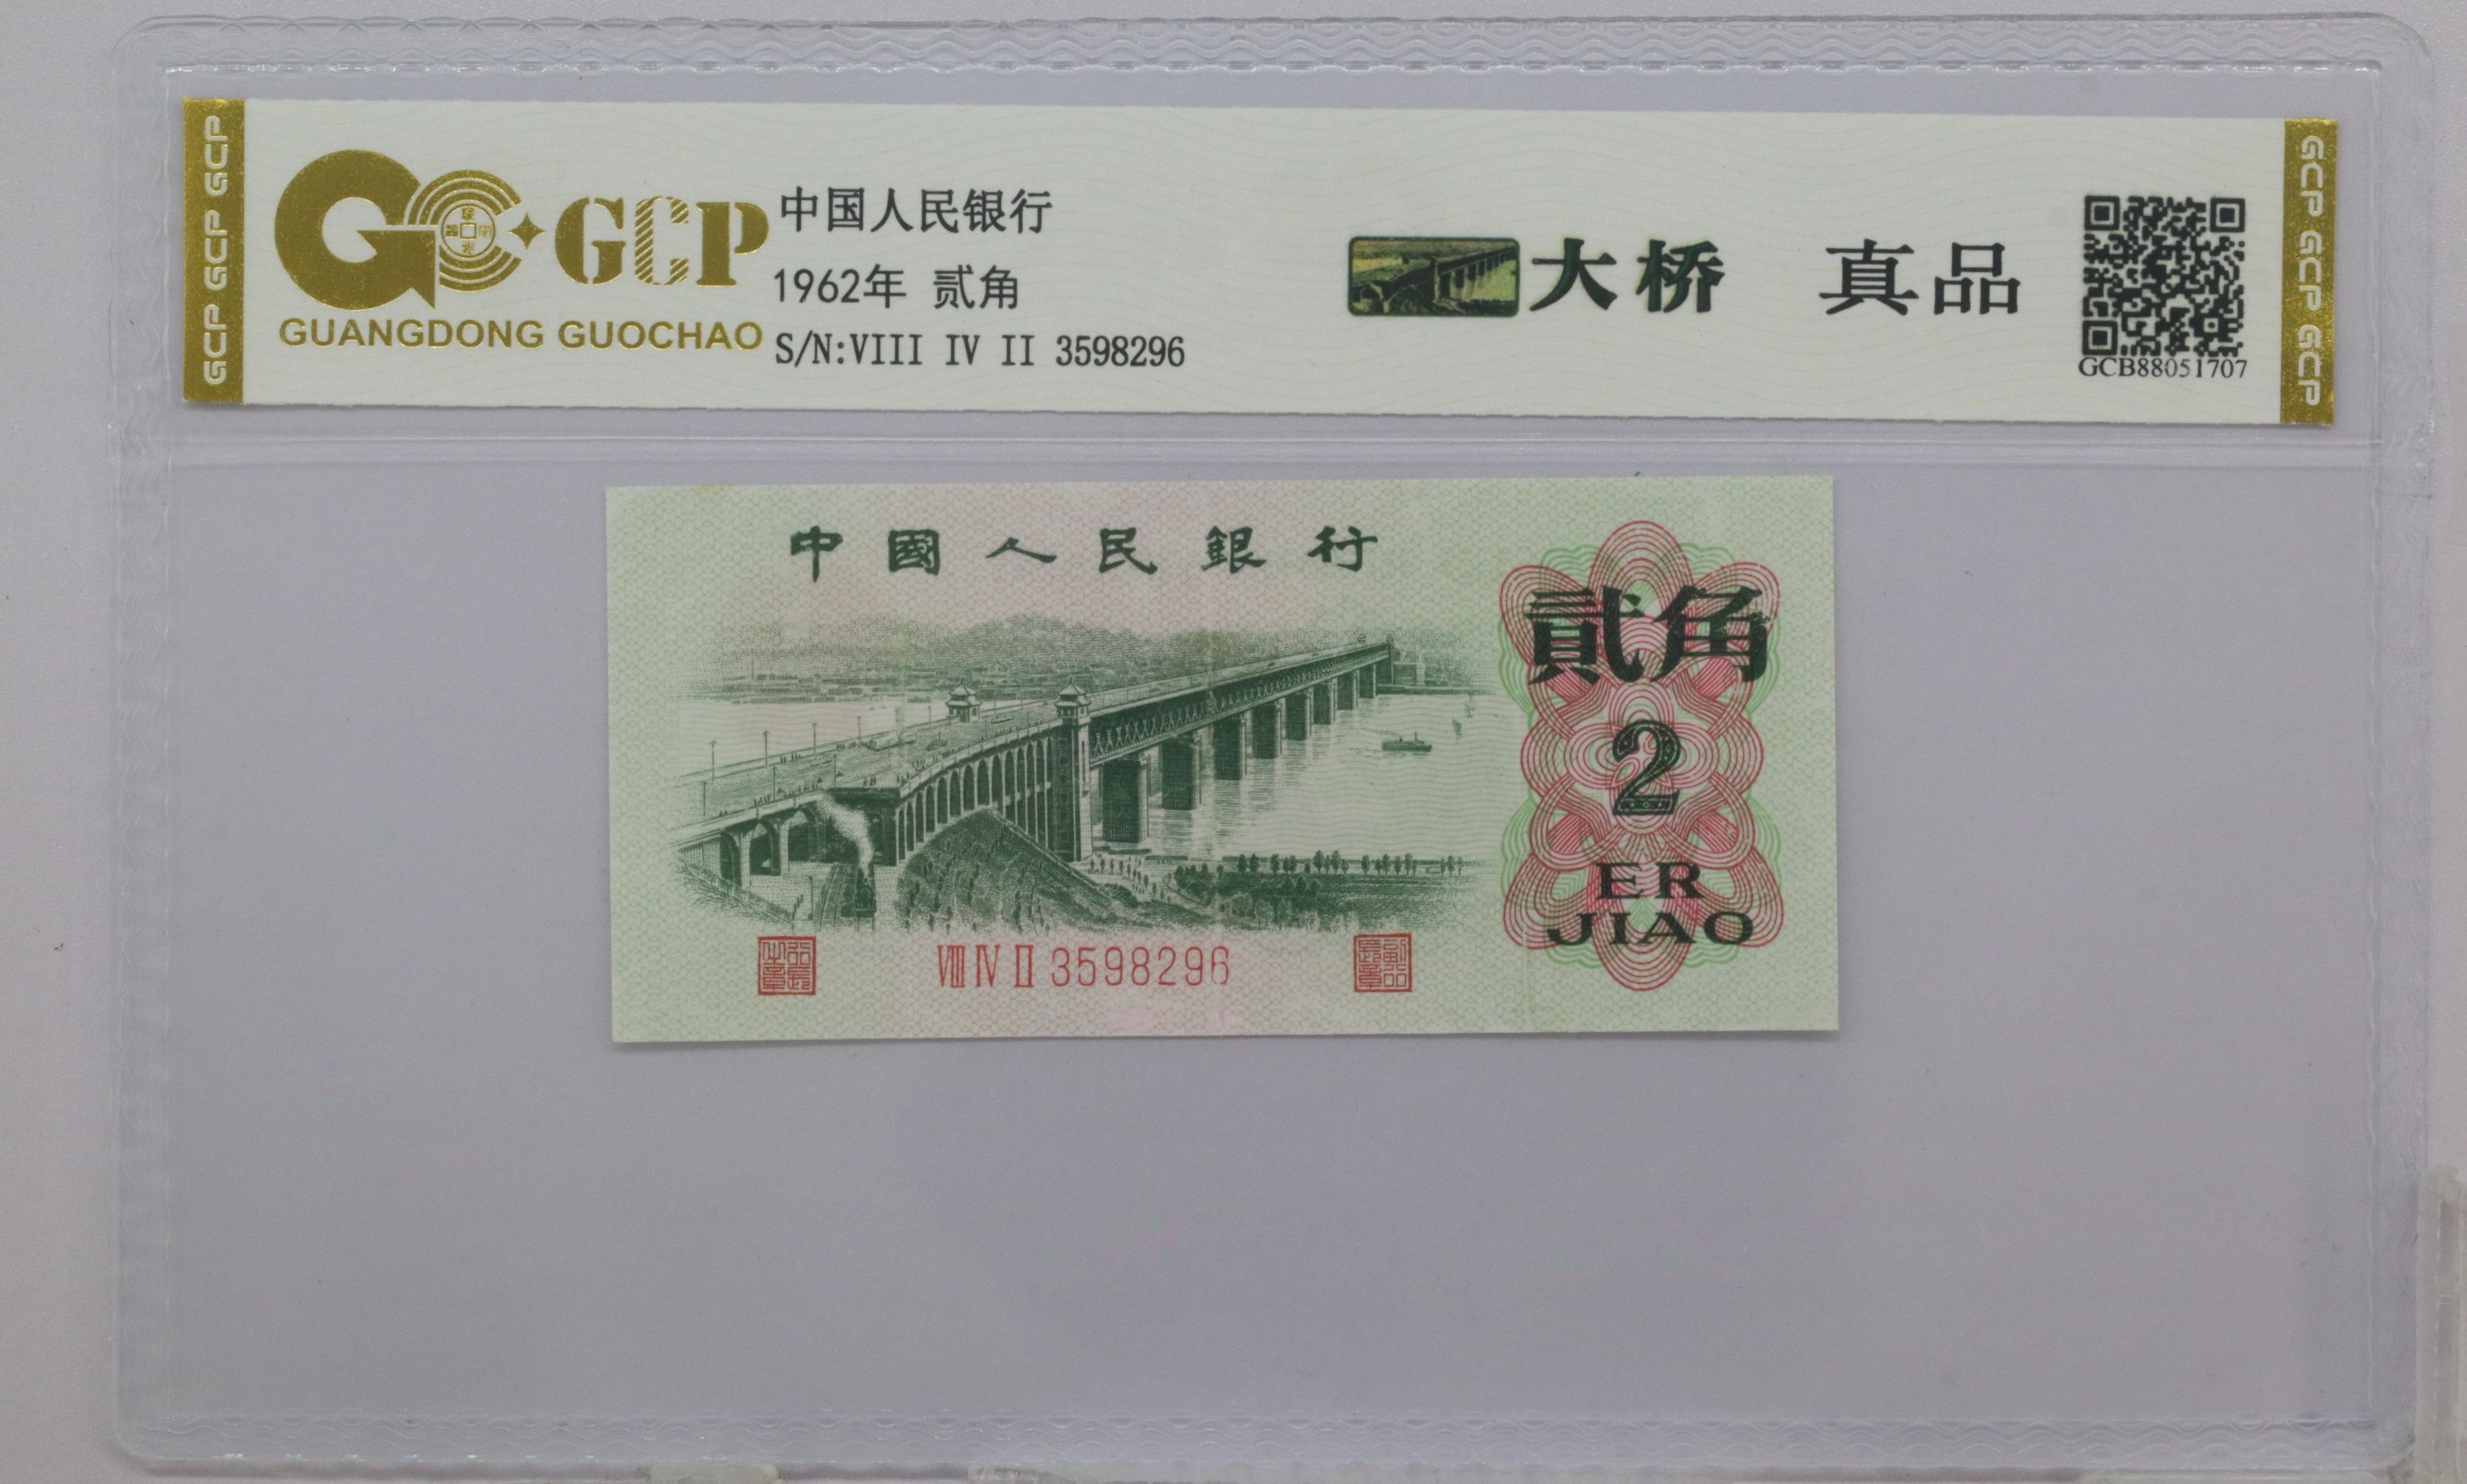 GCP GCP GCP
GCP
GUANGDONG GUOCHAO
中国人民银行
1962年 贰角
S/N:VIII IV II 3598296
大桥 真品
GCB88051707
GCP GCP GCP
中國人民銀行
貳角
2
ER
JIAO
VIII IV II 3598296